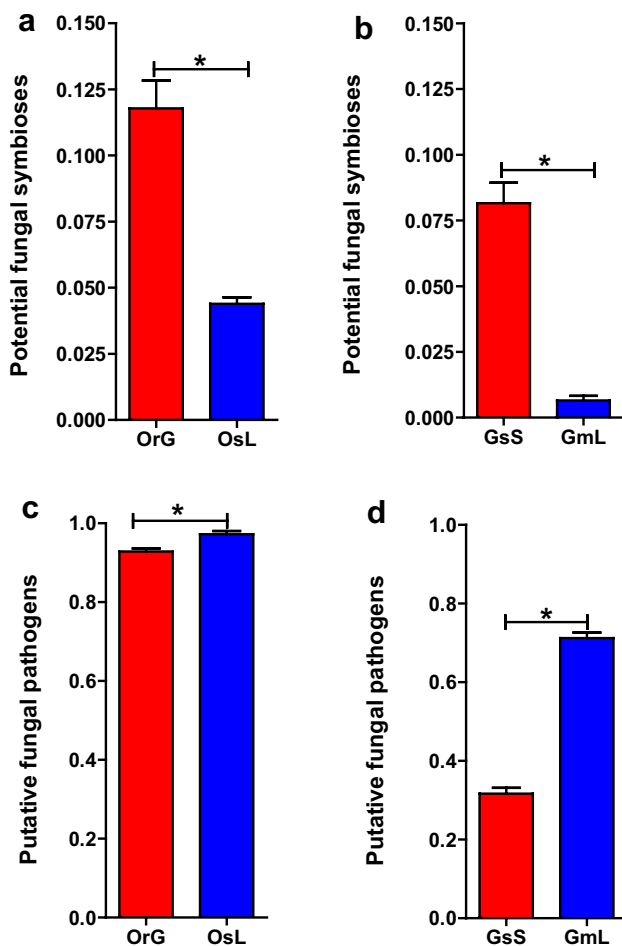 a
Potential fungal symbioses
0.150
0.125
0.100
0.075
0.050
0.025
0.000
*
OrG OsL
b
Potential fungal symbioses
0.150
0.125
0.100
0.075
0.050
0.025
0.000
*
GsS GmL
c
Putative fungal pathogens
1.0
0.8
0.6
0.4
0.2
0.0
*
OrG OsL
d
Putative fungal pathogens
1.0
0.8
0.6
0.4
0.2
0.0
*
GsS GmL